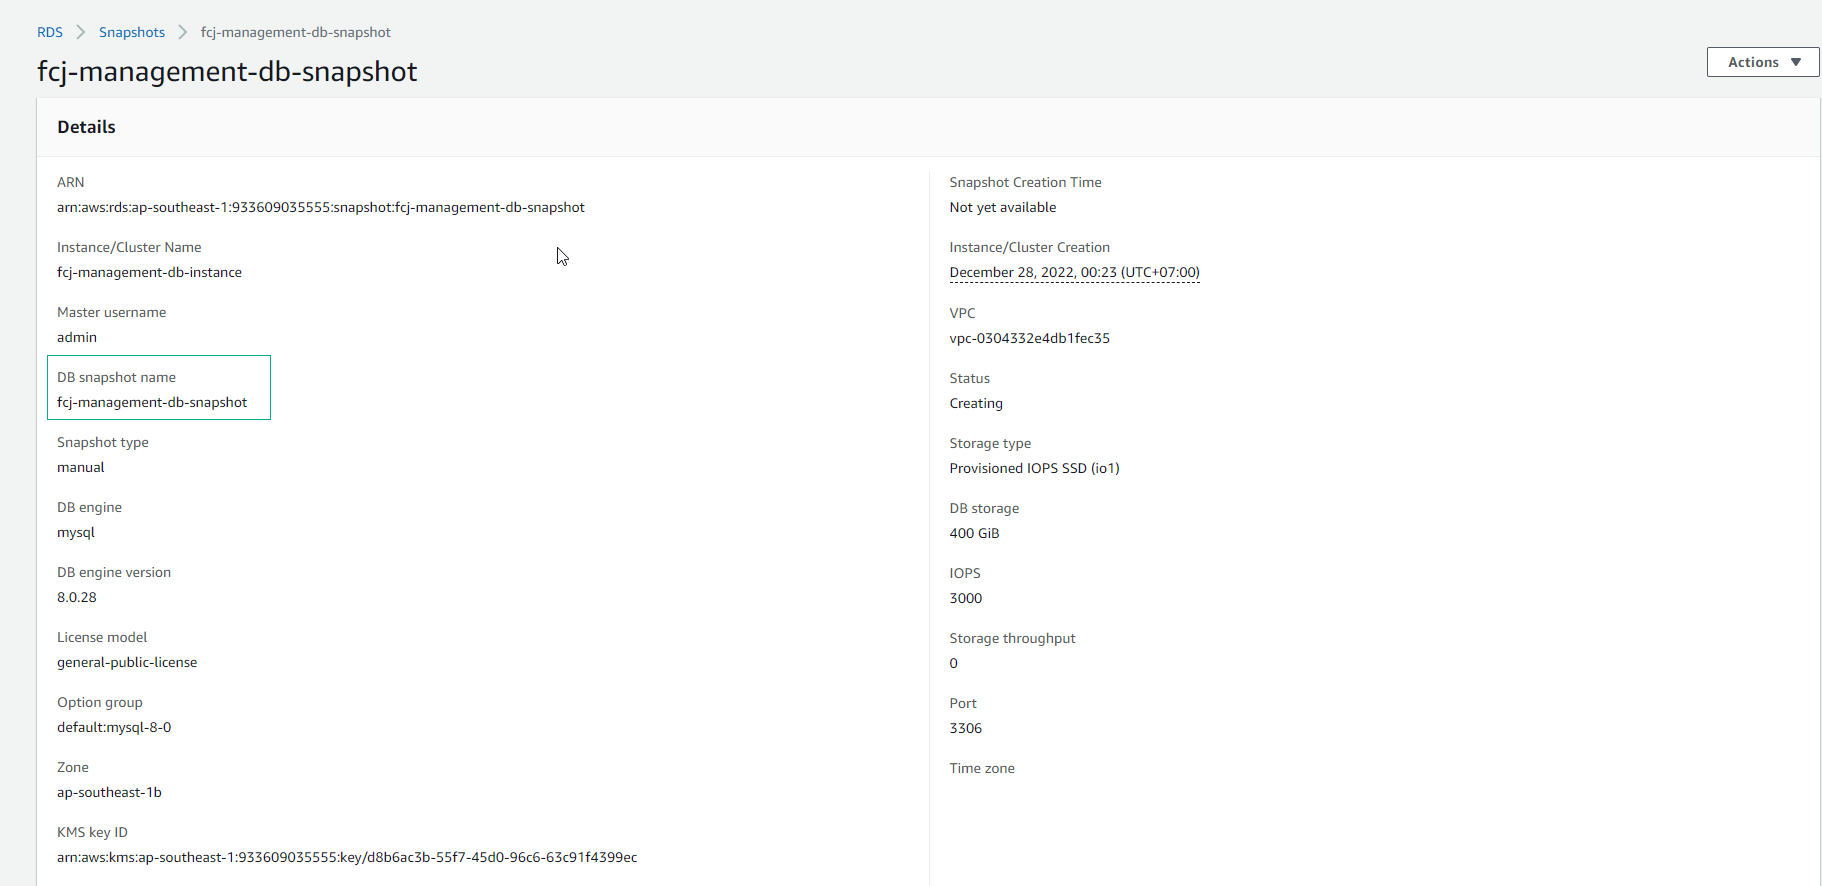 RDS
Snapshots
fcj-management-db-snapshot
fcj-management-db-snapshot
Actions
Details
ARN
arn:aws:rds:ap-southeast-1:933609035555:snapshot:fcj-management-db-snapshot
Instance/Cluster Name
fcj-management-db-instance
Master username
admin
DB snapshot name
fcj-management-db-snapshot
Snapshot type
manual
DB engine
mysql
DB engine version
8.0.28
License model
general-public-license
Option group
default:mysql-8-0
Zone
ap-southeast-1b
KMS key ID
arn:aws:kms:ap-southeast-1:933609035555:key/d8b6ac3b-55f7-45d0-96c6-63c91f4399ec
Snapshot Creation Time
Not yet available
Instance/Cluster Creation
December 28, 2022, 00:23 (UTC+07:00)
VPC
vpc-0304332e4db1fec35
Status
Creating
Storage type
Provisioned IOPS SSD (io1)
DB storage
400 GiB
IOPS
3000
Storage throughput
0
Port
3306
Time zone